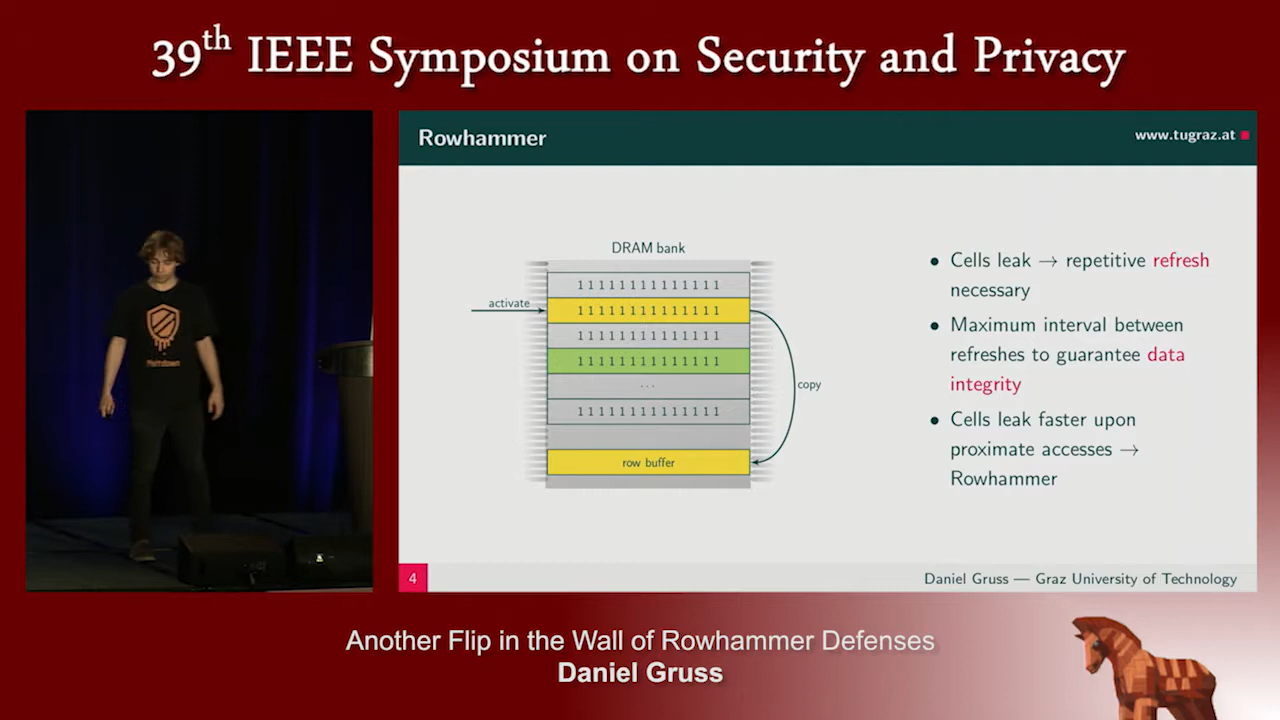 39th IEEE Symposium on Security and Privacy
Rowhammer
www.tugraz.at
DRAM bank
1 1 1 1 1 1 1 1 1 1 1 1 1 1
activate
1 1 1 1 1 1 1 1 1 1 1 1 1 1
1 1 1 1 1 1 1 1 1 1 1 1 1 1
1 1 1 1 1 1 1 1 1 1 1 1 1 1
...
copy
1 1 1 1 1 1 1 1 1 1 1 1 1 1
row buffer
• Cells leak → repetitive refresh
necessary
• Maximum interval between
refreshes to guarantee data
integrity
• Cells leak faster upon
proximate accesses →
Rowhammer
4
Daniel Gruss — Graz University of Technology
Meltdown
Another Flip in the Wall of Rowhammer Defenses
Daniel Gruss